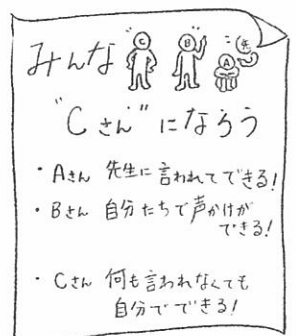 みんな C B A 先
"Cさん"になろう
・Aさん 先生に言われてできる!
・Bさん 自分たちで声かけが
できる!
・Cさん 何も言われなくても
自分でできる!